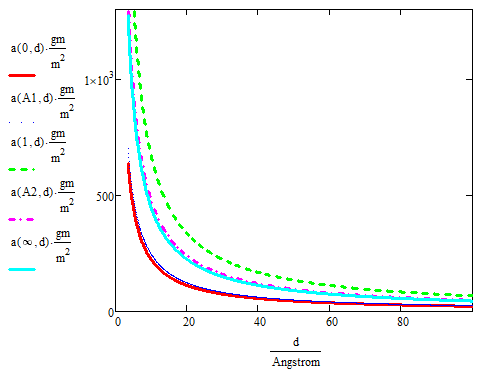 a(0,d)·gm/m²
a(A1,d)·gm/m²
a(1,d)·gm/m²
a(A2,d)·gm/m²
a(∞,d)·gm/m²
1×10³
500
0
0 20 40 60 80
d/Angstrom